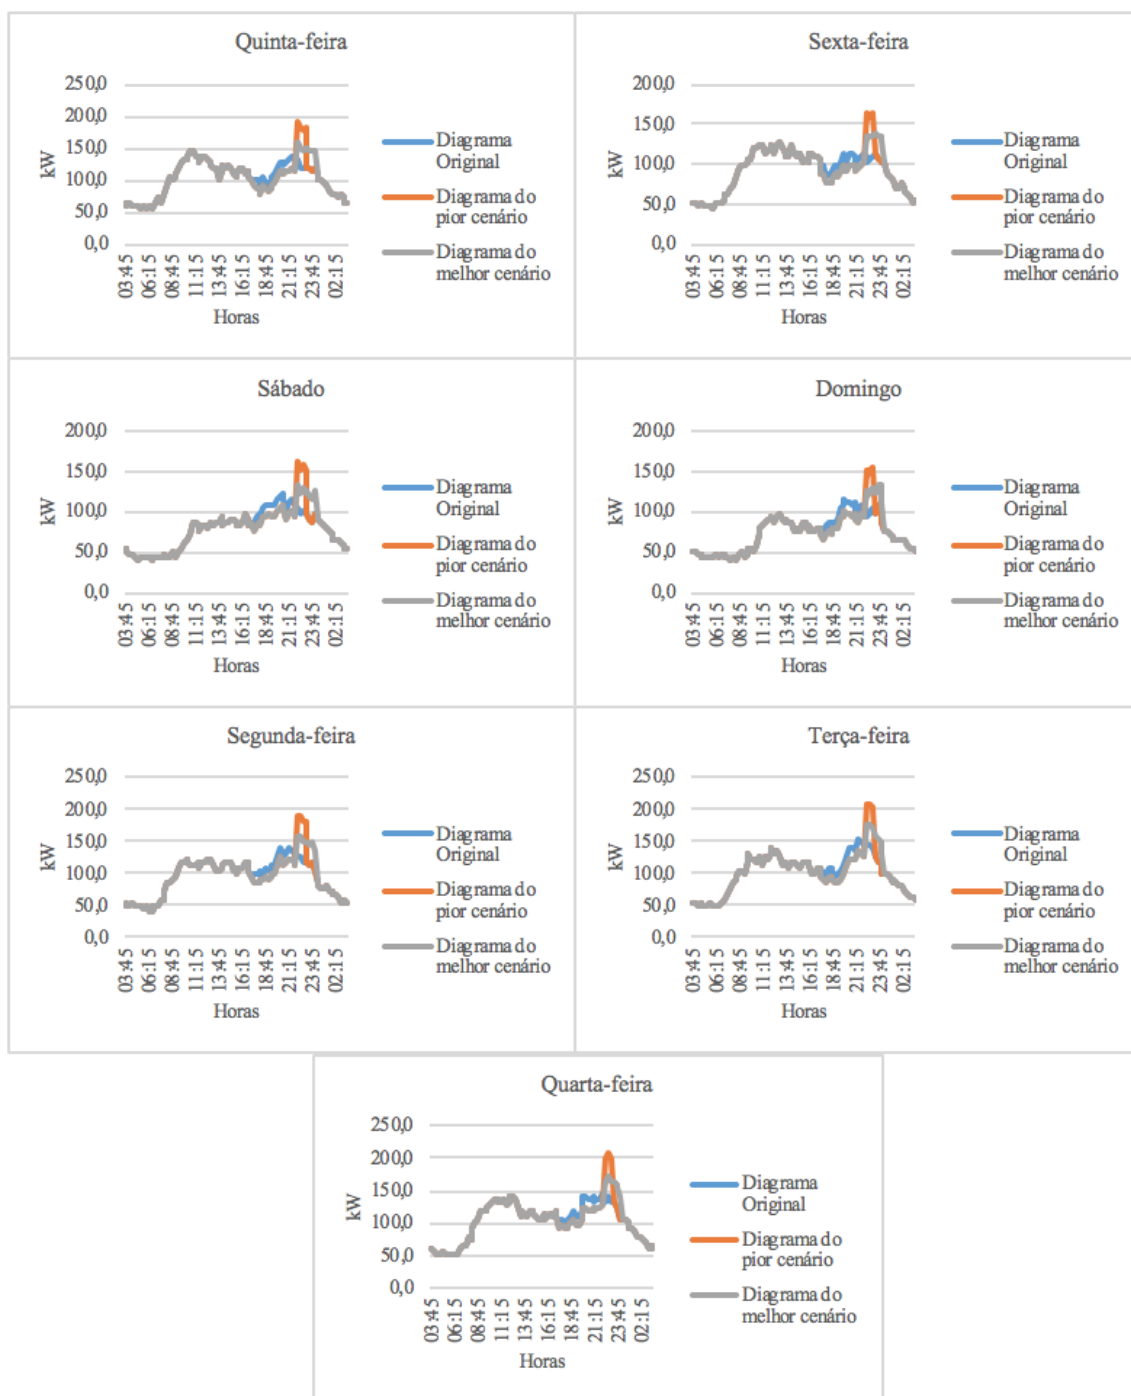 Quinta-feira
250,0
200,0
150,0
100,0
50,0
0,0
kW
03:45
06:15
08:45
11:15
13:45
16:15
18:45
21:15
23:45
02:15
Horas
Diagrama
Original
Diagrama do
pior cenário
Diagrama do
melhor cenário
Sexta-feira
200,0
150,0
100,0
50,0
0,0
kW
03:45
06:15
08:45
11:15
13:45
16:15
18:45
21:15
23:45
02:15
Horas
Diagrama
Original
Diagrama do
pior cenário
Diagrama do
melhor cenário
Sábado
200,0
150,0
100,0
50,0
0,0
kW
03:45
06:15
08:45
11:15
13:45
16:15
18:45
21:15
23:45
02:15
Horas
Diagrama
Original
Diagrama do
pior cenário
Diagrama do
melhor cenário
Domingo
200,0
150,0
100,0
50,0
0,0
kW
03:45
06:15
08:45
11:15
13:45
16:15
18:45
21:15
23:45
02:15
Horas
Diagrama
Original
Diagrama do
pior cenário
Diagrama do
melhor cenário
Segunda-feira
250,0
200,0
150,0
100,0
50,0
0,0
kW
03:45
06:15
08:45
11:15
13:45
16:15
18:45
21:15
23:45
02:15
Horas
Diagrama
Original
Diagrama do
pior cenário
Diagrama do
melhor cenário
Terça-feira
250,0
200,0
150,0
100,0
50,0
0,0
kW
03:45
06:15
08:45
11:15
13:45
16:15
18:45
21:15
23:45
02:15
Horas
Diagrama
Original
Diagrama do
pior cenário
Diagrama do
melhor cenário
Quarta-feira
250,0
200,0
150,0
100,0
50,0
0,0
kW
03:45
06:15
08:45
11:15
13:45
16:15
18:45
21:15
23:45
02:15
Horas
Diagrama
Original
Diagrama do
pior cenário
Diagrama do
melhor cenário